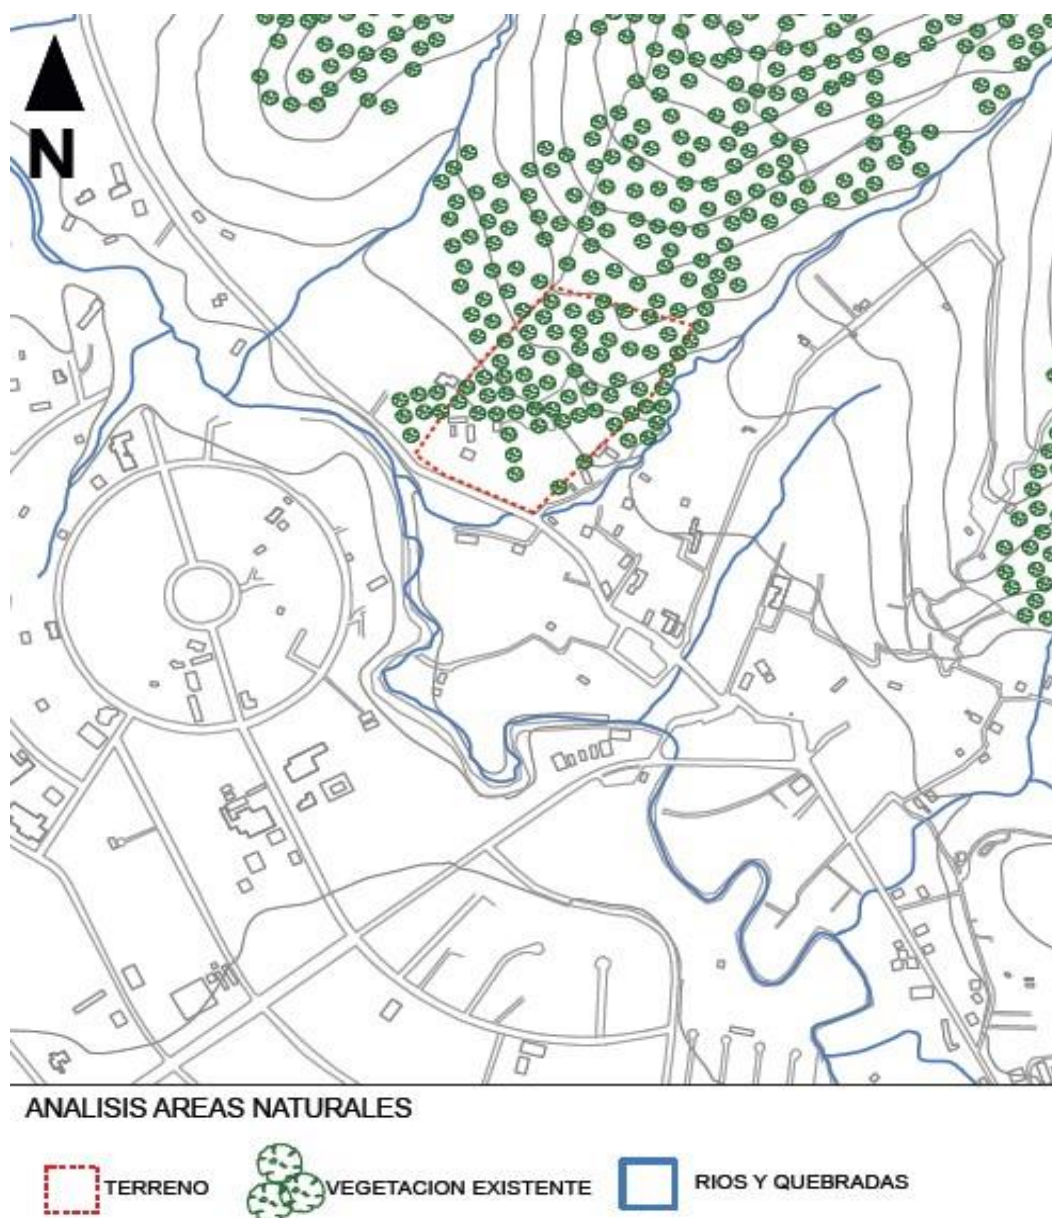 N
ANALISIS AREAS NATURALES
TERRENO
VEGETACION EXISTENTE
RIOS Y QUEBRADAS